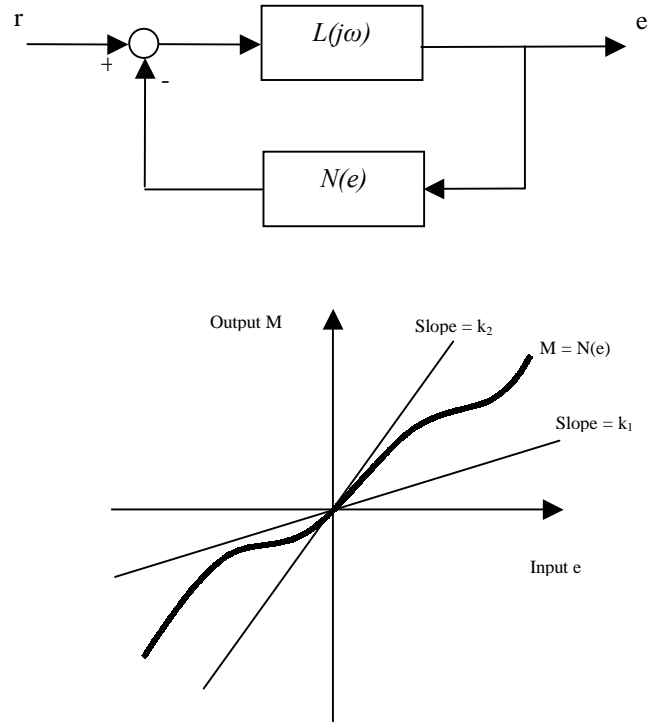 r
e
L(jω)
+
-
N(e)
Output M
Slope = k₂
M = N(e)
Slope = k₁
Input e